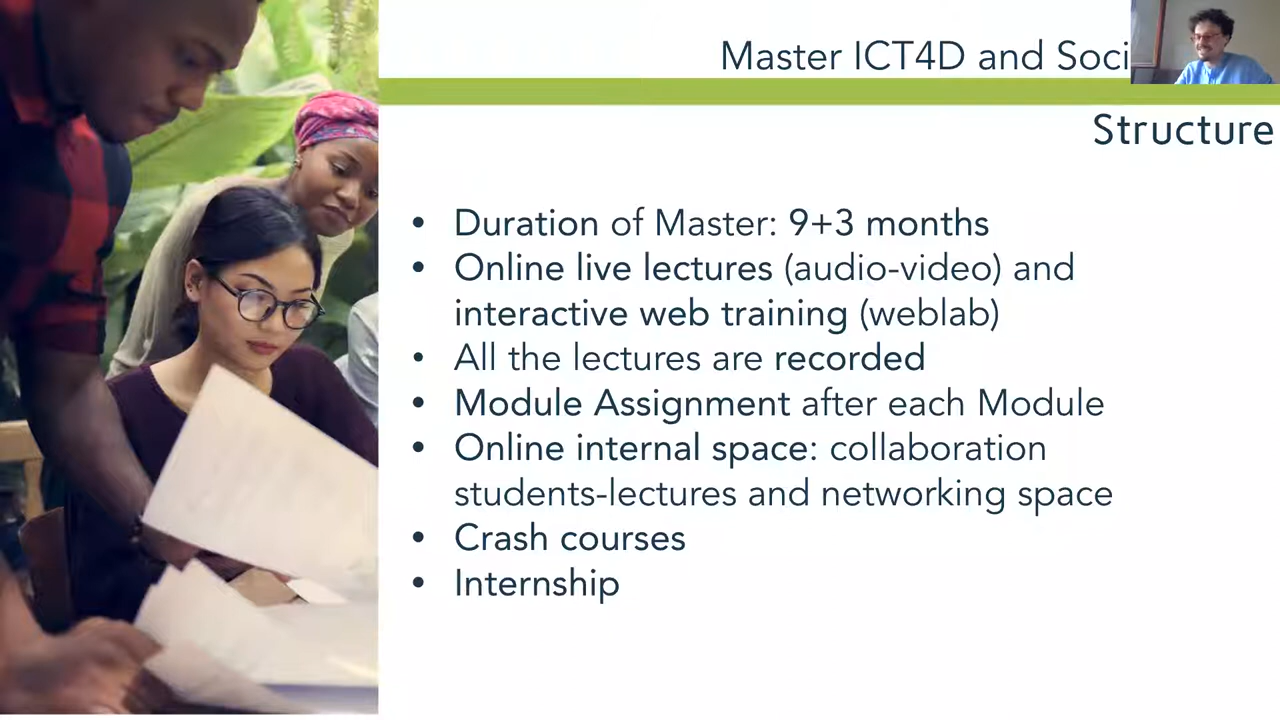 Master ICT4D and Soci
Structure
• Duration of Master: 9+3 months
• Online live lectures (audio-video) and
interactive web training (weblab)
• All the lectures are recorded
• Module Assignment after each Module
• Online internal space: collaboration
students-lectures and networking space
• Crash courses
• Internship